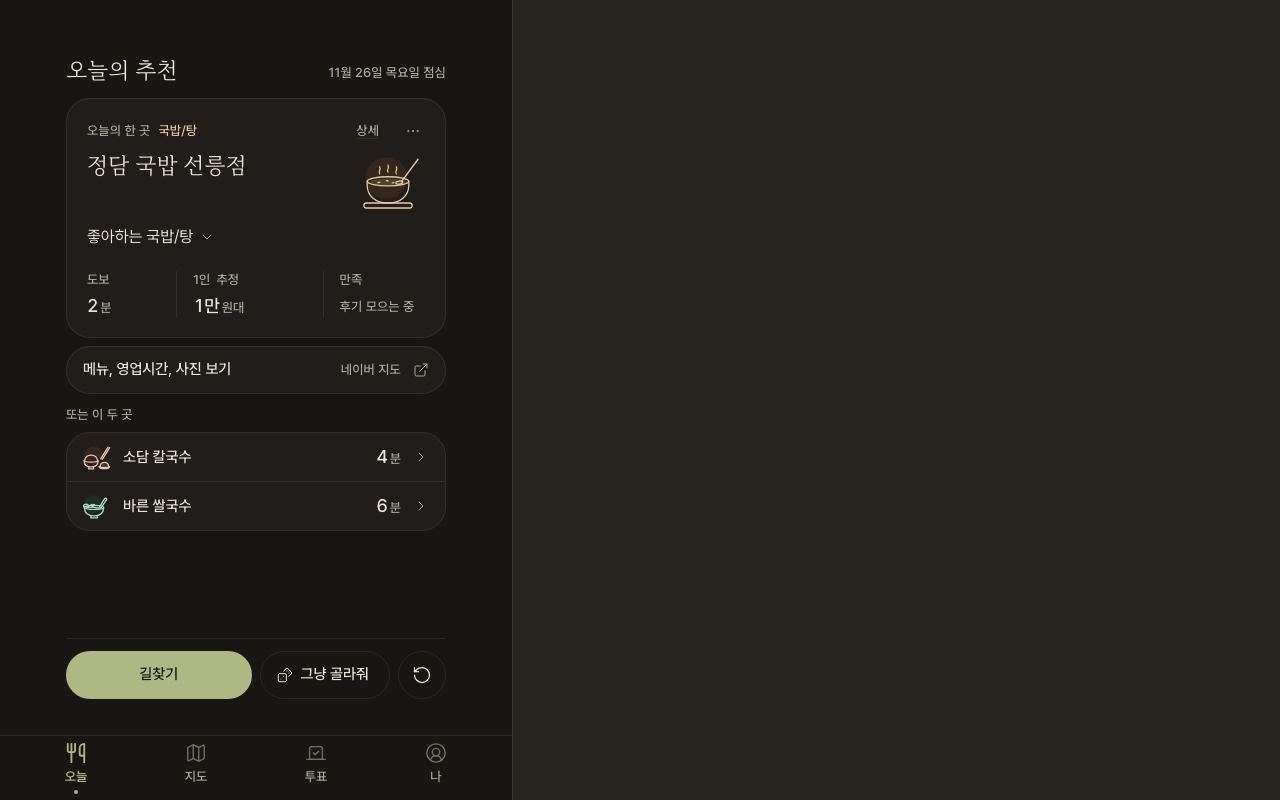 오늘의 추천
11월 26일 목요일 점심
오늘의 한 곳 국밥/탕
상세
정담 국밥 선릉점
좋아하는 국밥/탕
도보
1인 추정
만족
2분
1만원대
후기 모으는 중
메뉴, 영업시간, 사진 보기
네이버 지도
또는 이 두 곳
소담 칼국수
4분
바른 쌀국수
6분
길찾기
그냥 골라줘
오늘
지도
투표
나